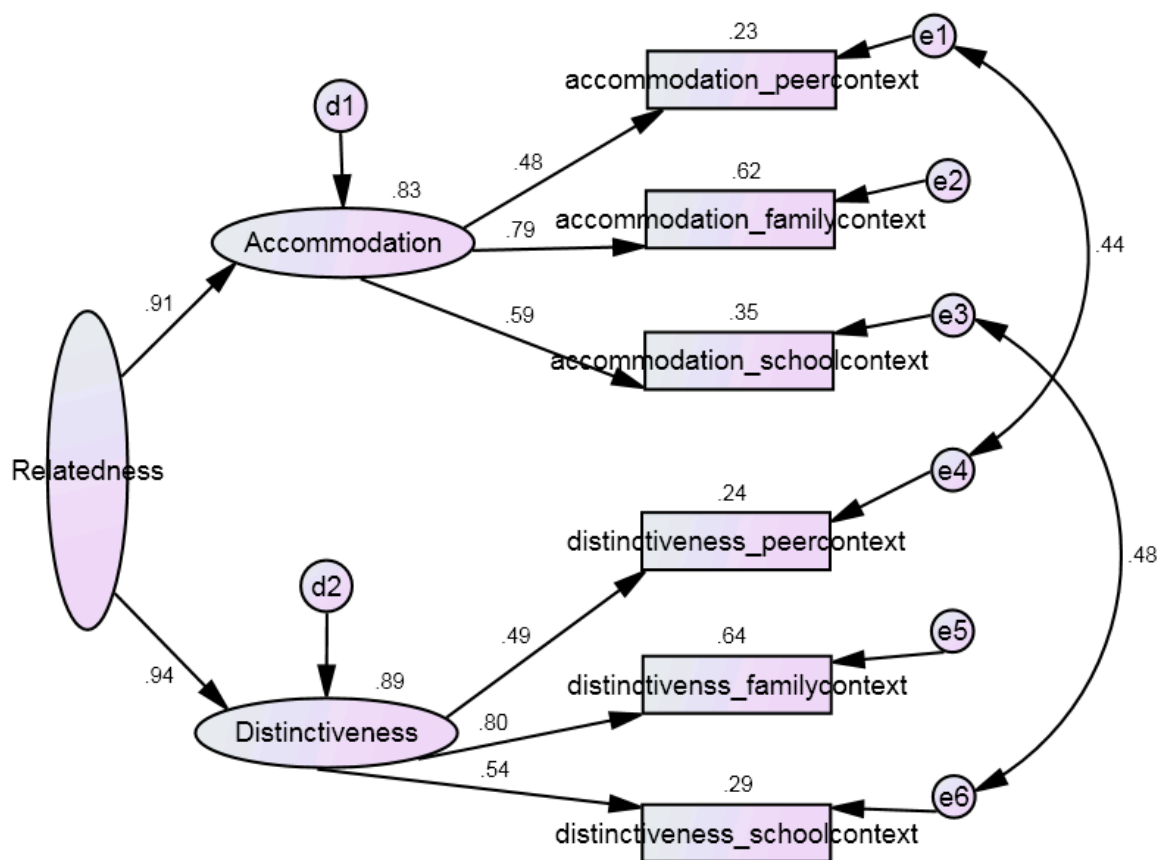 .23
e1
accommodation_peercontext
d1
.48
.62
e2
.83
accommodation_familycontext
Accommodation
.79
.44
.91
.59
.35
e3
accommodation_schoolcontext
Relatedness
e4
.24
distinctiveness_peercontext
.48
d2
.49
.64
e5
.94
.89
distinctivenss_familycontext
Distinctiveness
.80
.54
.29
e6
distinctiveness_schoolcontext